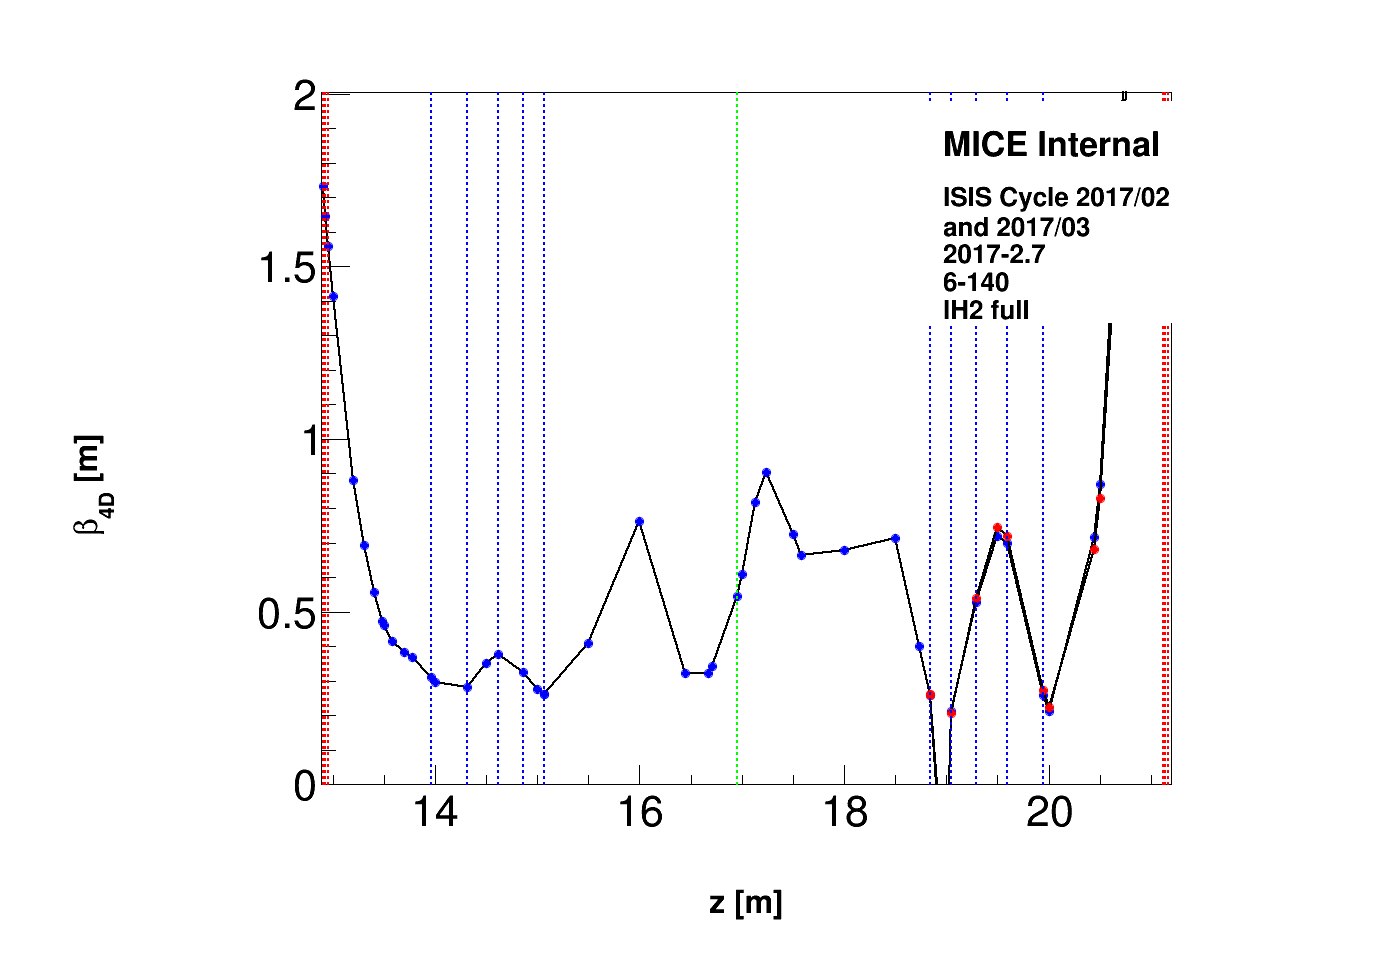 2
1.5
1
0.5
0
β4D [m]
MICE Internal
ISIS Cycle 2017/02
and 2017/03
2017-2.7
6-140
lH2 full
14
16
18
20
z [m]